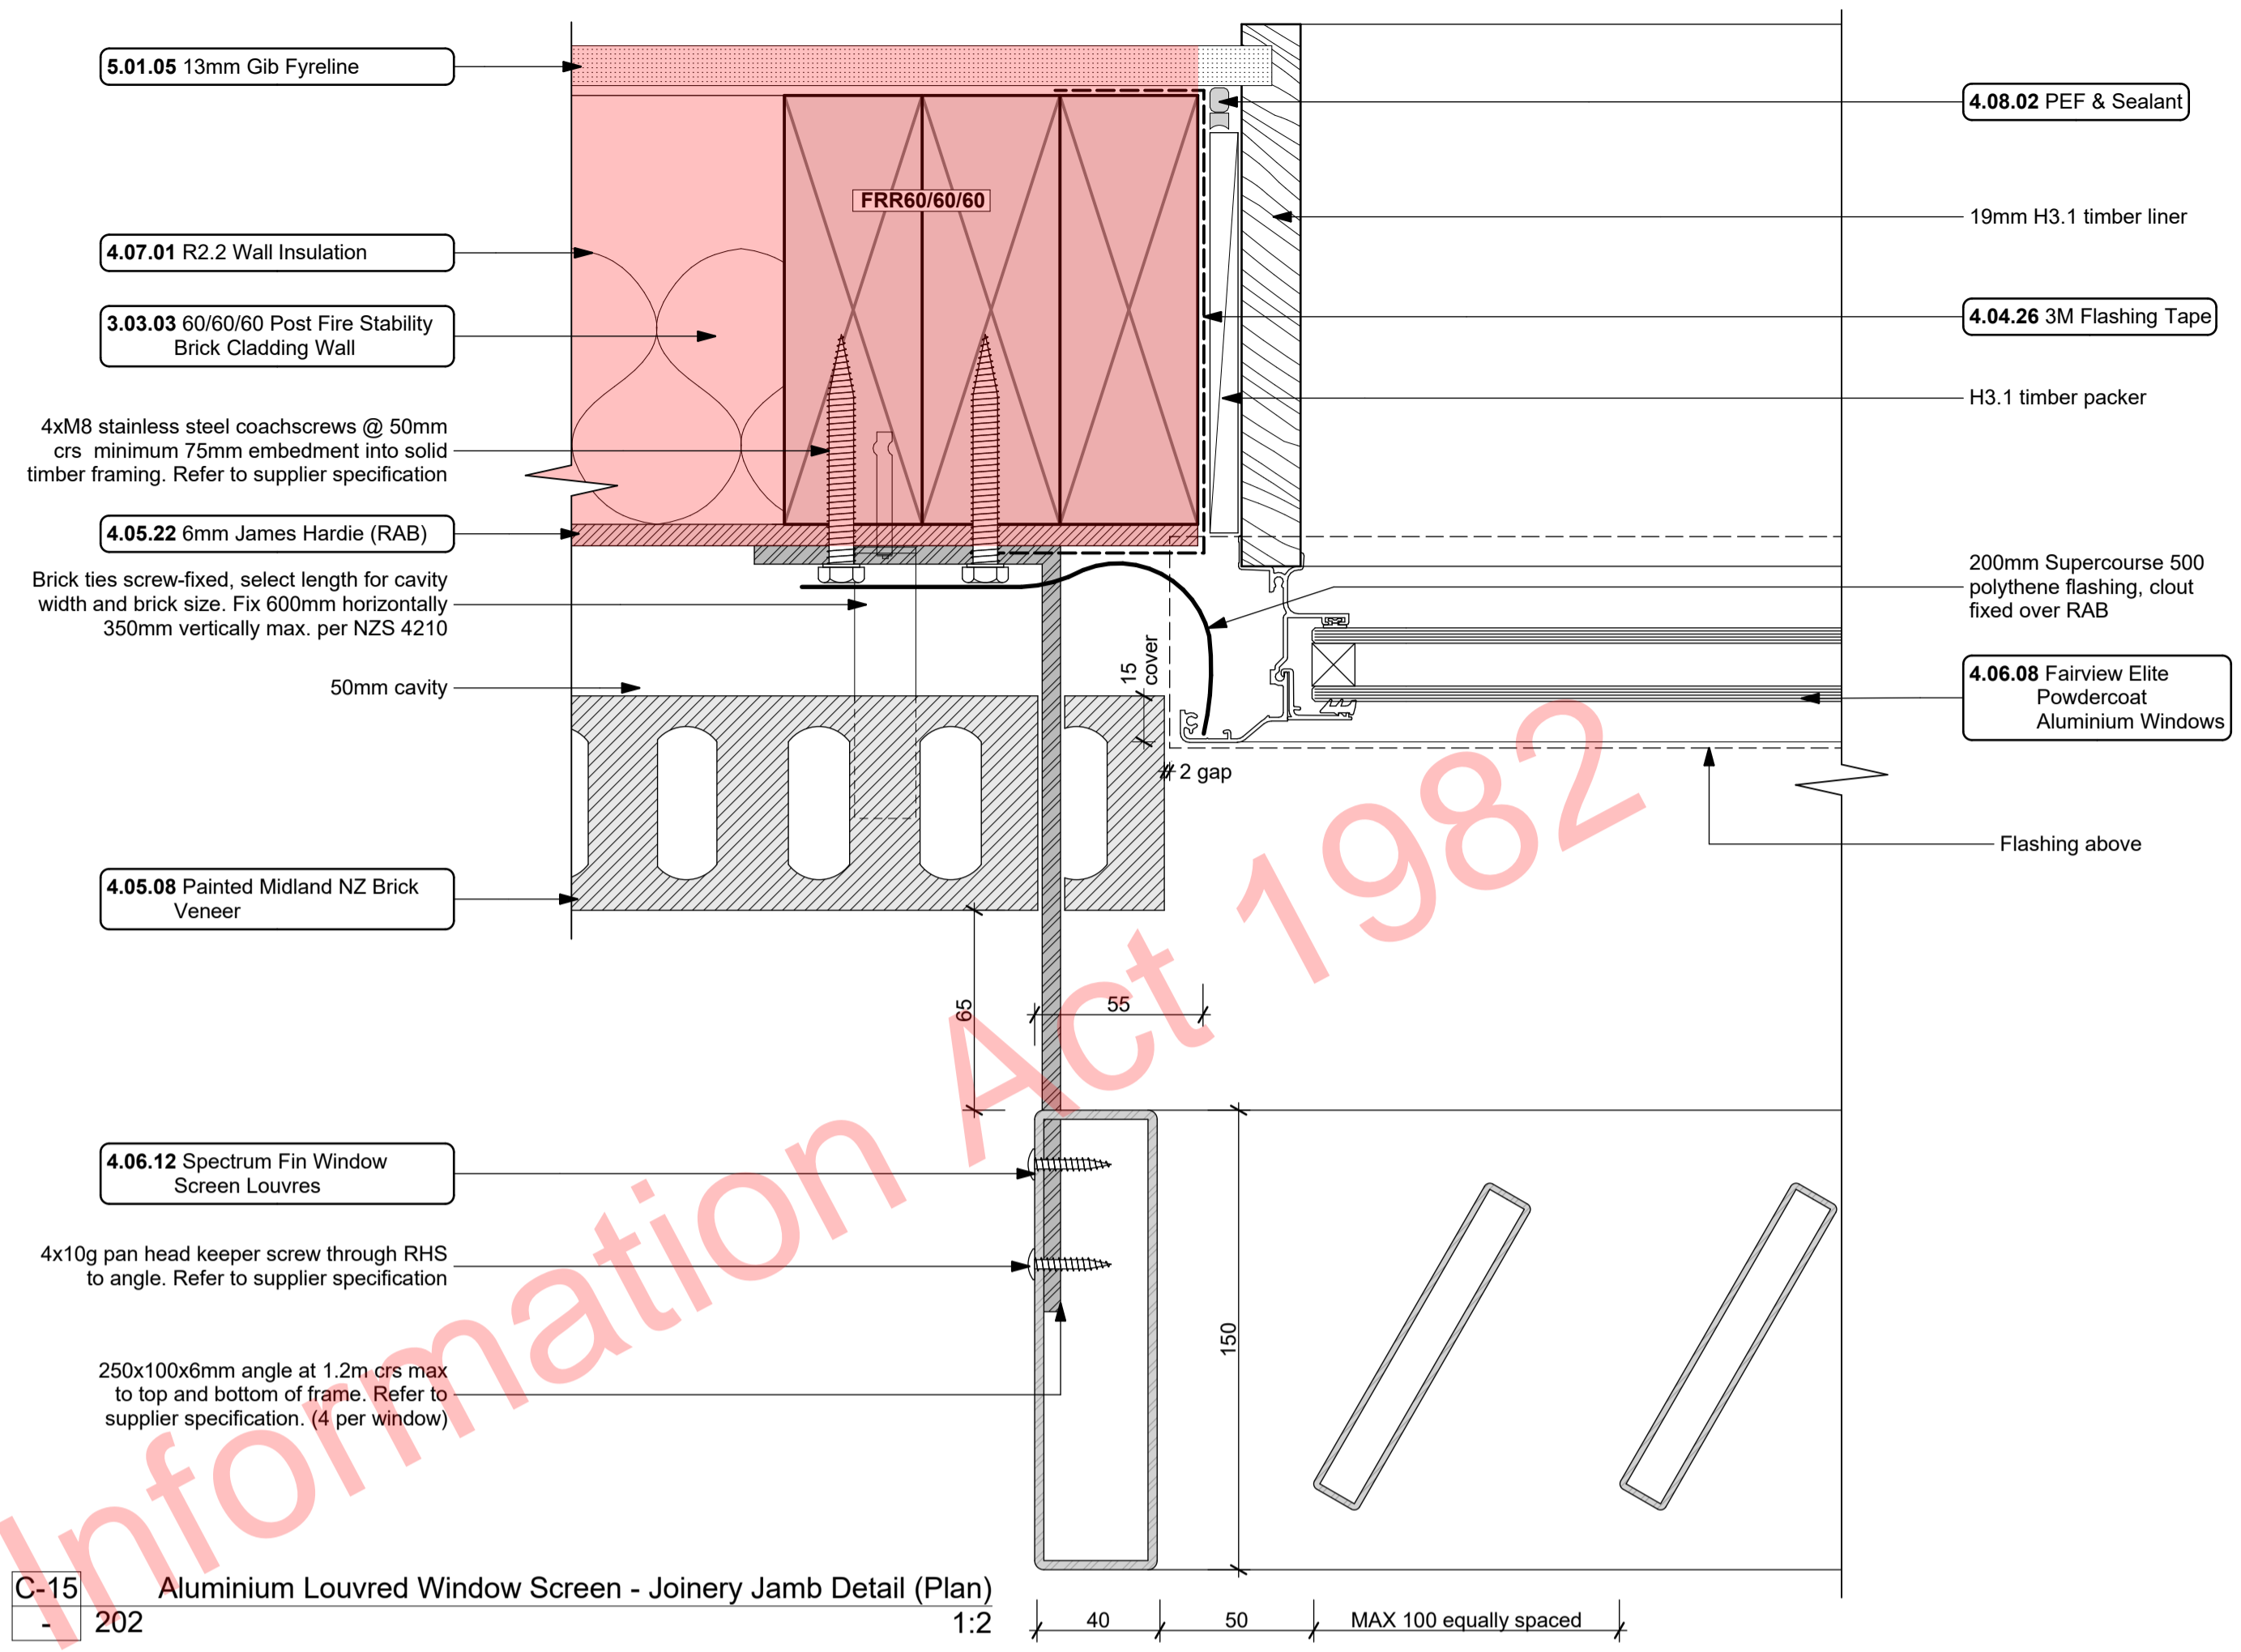 5.01.05 13mm Gib Fyreline
4.07.01 R2.2 Wall Insulation
3.03.03 60/60/60 Post Fire Stability
Brick Cladding Wall
4xM8 stainless steel coachscrews @ 50mm
crs minimum 75mm embedment into solid
timber framing. Refer to supplier specification
4.05.22 6mm James Hardie (RAB)
Brick ties screw-fixed, select length for cavity
width and brick size. Fix 600mm horizontally
350mm vertically max. per NZS 4210
50mm cavity
4.05.08 Painted Midland NZ Brick
Veneer
4.06.12 Spectrum Fin Window
Screen Louvres
4x10g pan head keeper screw through RHS
to angle. Refer to supplier specification
250x100x6mm angle at 1.2m crs max
to top and bottom of frame. Refer to
supplier specification. (4 per window)
FRR60/60/60
15
cover
2 gap
65
55
150
40
50
MAX 100 equally spaced
4.08.02 PEF & Sealant
19mm H3.1 timber liner
4.04.26 3M Flashing Tape
H3.1 timber packer
200mm Supercourse 500
polythene flashing, clout
fixed over RAB
4.06.08 Fairview Elite
Powdercoat
Aluminium Windows
Flashing above
Information Act 1982
C-15
-
202
Aluminium Louvred Window Screen - Joinery Jamb Detail (Plan)
1:2